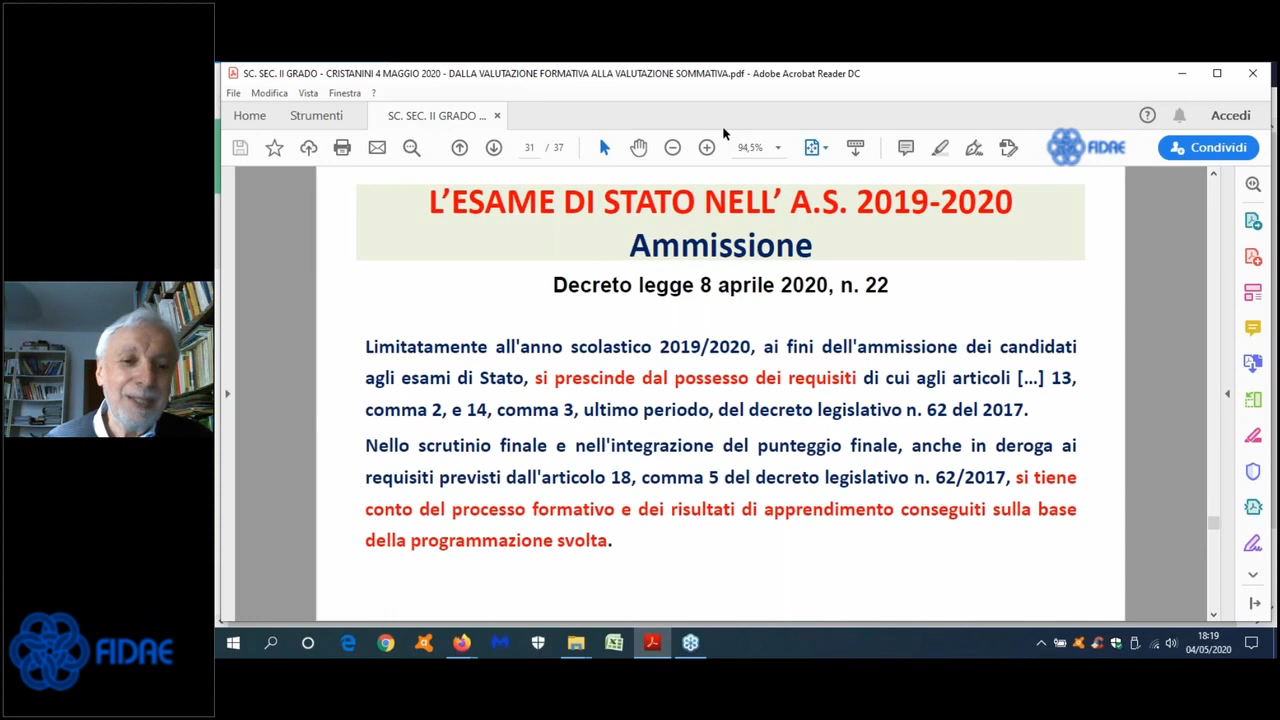 SC. SEC. II GRADO - CRISTANINI 4 MAGGIO 2020 - DALLA VALUTAZIONE FORMATIVA ALLA VALUTAZIONE SOMMATIVA.pdf - Adobe Acrobat Reader DC
File Modifica Vista Finestra ?
Home Strumenti SC. SEC. II GRADO ... × Accedi
31 / 37 94,5% FIDAE Condividi
L’ESAME DI STATO NELL’ A.S. 2019-2020
Ammissione
Decreto legge 8 aprile 2020, n. 22
Limitatamente all'anno scolastico 2019/2020, ai fini dell'ammissione dei candidati
agli esami di Stato, si prescinde dal possesso dei requisiti di cui agli articoli […] 13,
comma 2, e 14, comma 3, ultimo periodo, del decreto legislativo n. 62 del 2017.
Nello scrutinio finale e nell'integrazione del punteggio finale, anche in deroga ai
requisiti previsti dall'articolo 18, comma 5 del decreto legislativo n. 62/2017, si tiene
conto del processo formativo e dei risultati di apprendimento conseguiti sulla base
della programmazione svolta.
FIDAE
18:19
04/05/2020